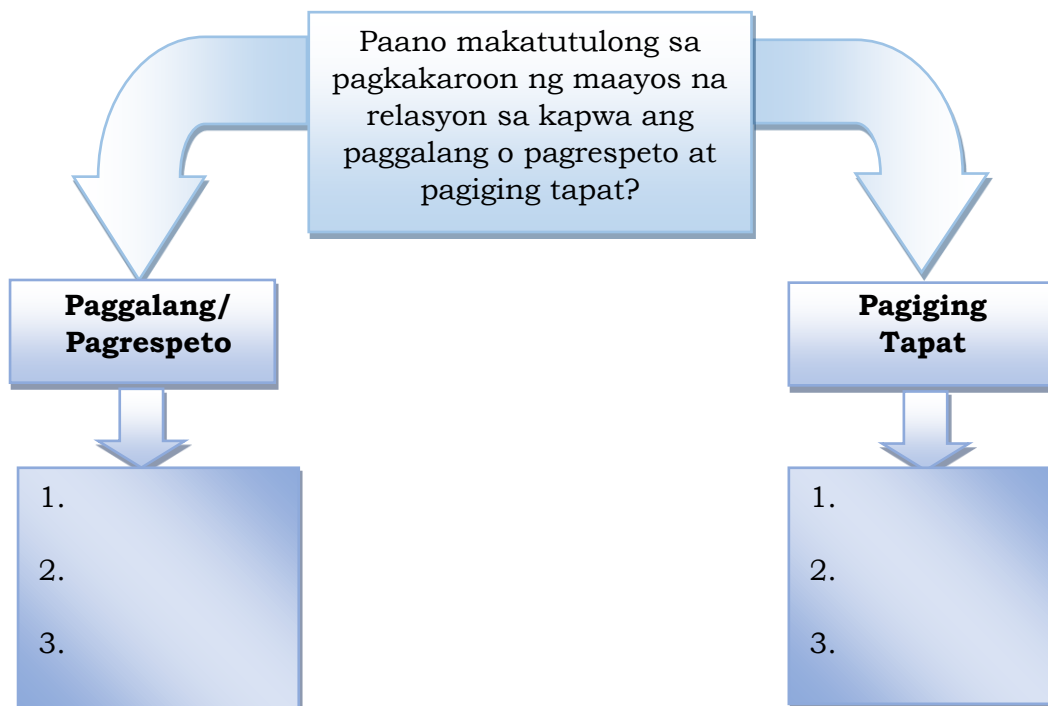 Paano makatutulong sa
pagkakaroon ng maayos na
relasyon sa kapwa ang
paggalang o pagrespeto at
pagiging tapat?
Paggalang/
Pagrespeto
1.
2.
3.
Pagiging
Tapat
1.
2.
3.